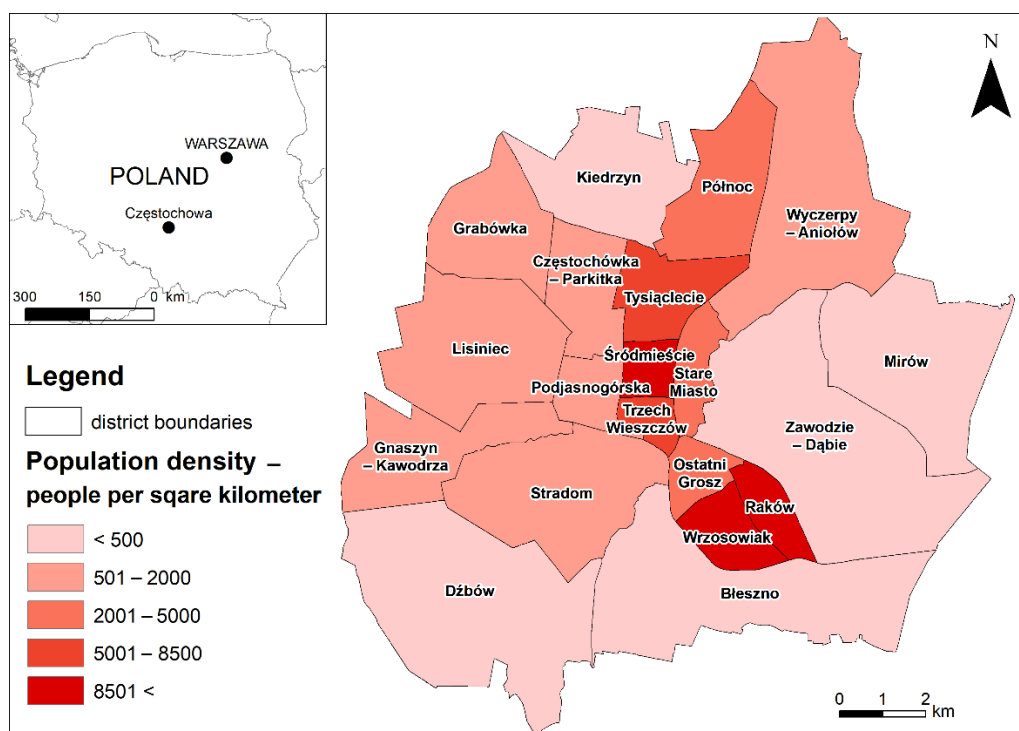 WARSZAWA
POLAND
Częstochowa
300 150 0 km
N
Kiedrzyn
Północ
Wyczerpy
– Aniołów
Grabówka
Częstochówka
– Parkitka
Tysiąclecie
Lisiniec
Mirów
Śródmieście
Stare
Miasto
Podjasnogórska
Trzech
Wieszczów
Zawodzie
– Dąbie
Gnaszyn
– Kawodrza
Ostatni
Grosz
Stradom
Raków
Wrzosowiak
Dźbów
Błeszno
Legend
district boundaries
Population density –
people per sqare kilometer
< 500
501 – 2000
2001 – 5000
5001 – 8500
8501 <
0 1 2
km